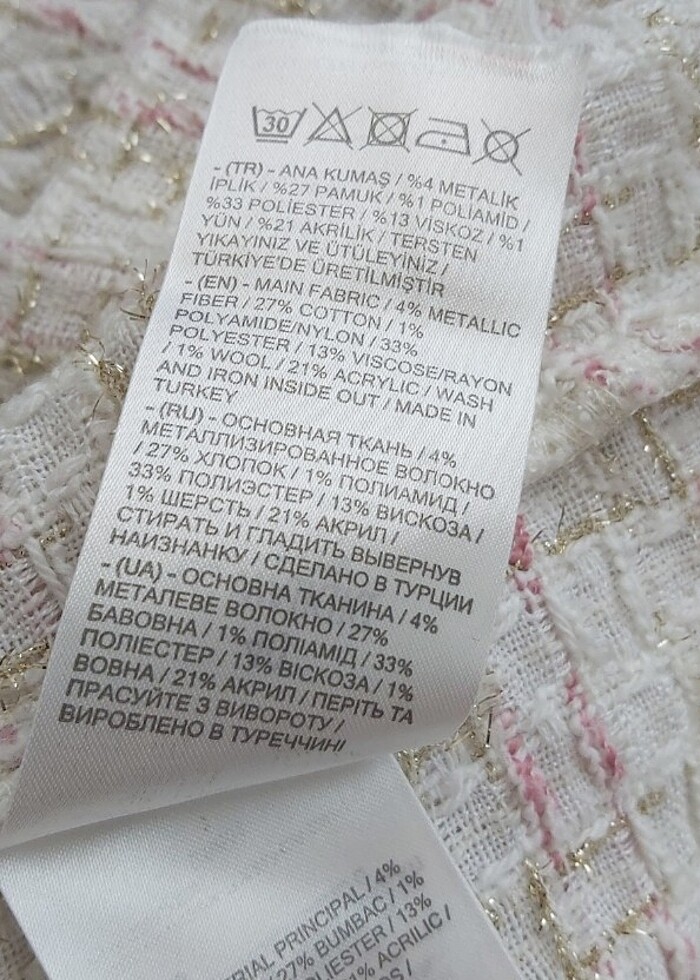 30
- (TR) - ANA KUMAŞ / %4 METALİK
İPLİK / %27 PAMUK / %1 POLİAMİD /
%33 POLİESTER / %13 VİSKOZ / %1
YÜN / %21 AKRİLİK / TERSTEN
YIKAYINIZ VE ÜTÜLEYİNİZ /
TÜRKİYE'DE ÜRETİLMİŞTİR
- (EN) - MAIN FABRIC / 4% METALLIC
FIBER / 27% COTTON / 1%
POLYAMIDE/NYLON / 33%
POLYESTER / 13% VISCOSE/RAYON
/ 1% WOOL / 21% ACRYLIC / WASH
AND IRON INSIDE OUT / MADE IN
TURKEY
- (RU) - ОСНОВНАЯ ТКАНЬ / 4%
МЕТАЛЛИЗИРОВАННОЕ ВОЛОКНО
/ 27% ХЛОПОК / 1% ПОЛИАМИД /
33% ПОЛИЭСТЕР / 13% ВИСКОЗА /
1% ШЕРСТЬ / 21% АКРИЛ /
СТИРАТЬ И ГЛАДИТЬ ВЫВЕРНУВ
НАИЗНАНКУ / СДЕЛАНО В ТУРЦИИ
- (UA) - ОСНОВНА ТКАНИНА / 4%
МЕТАЛЕВЕ ВОЛОКНО / 27%
БАВОВНА / 1% ПОЛІАМІД / 33%
ПОЛІЕСТЕР / 13% ВІСКОЗА / 1%
ВОВНА / 21% АКРИЛ / ПЕРІТЬ ТА
ПРАСУЙТЕ З ВИВОРОТУ /
ВИРОБЛЕНО В ТУРЕЧЧИНІ
PRINCIPAL / 4%
27% BUMBAC / 1%
/ 13%
ACRILIC /